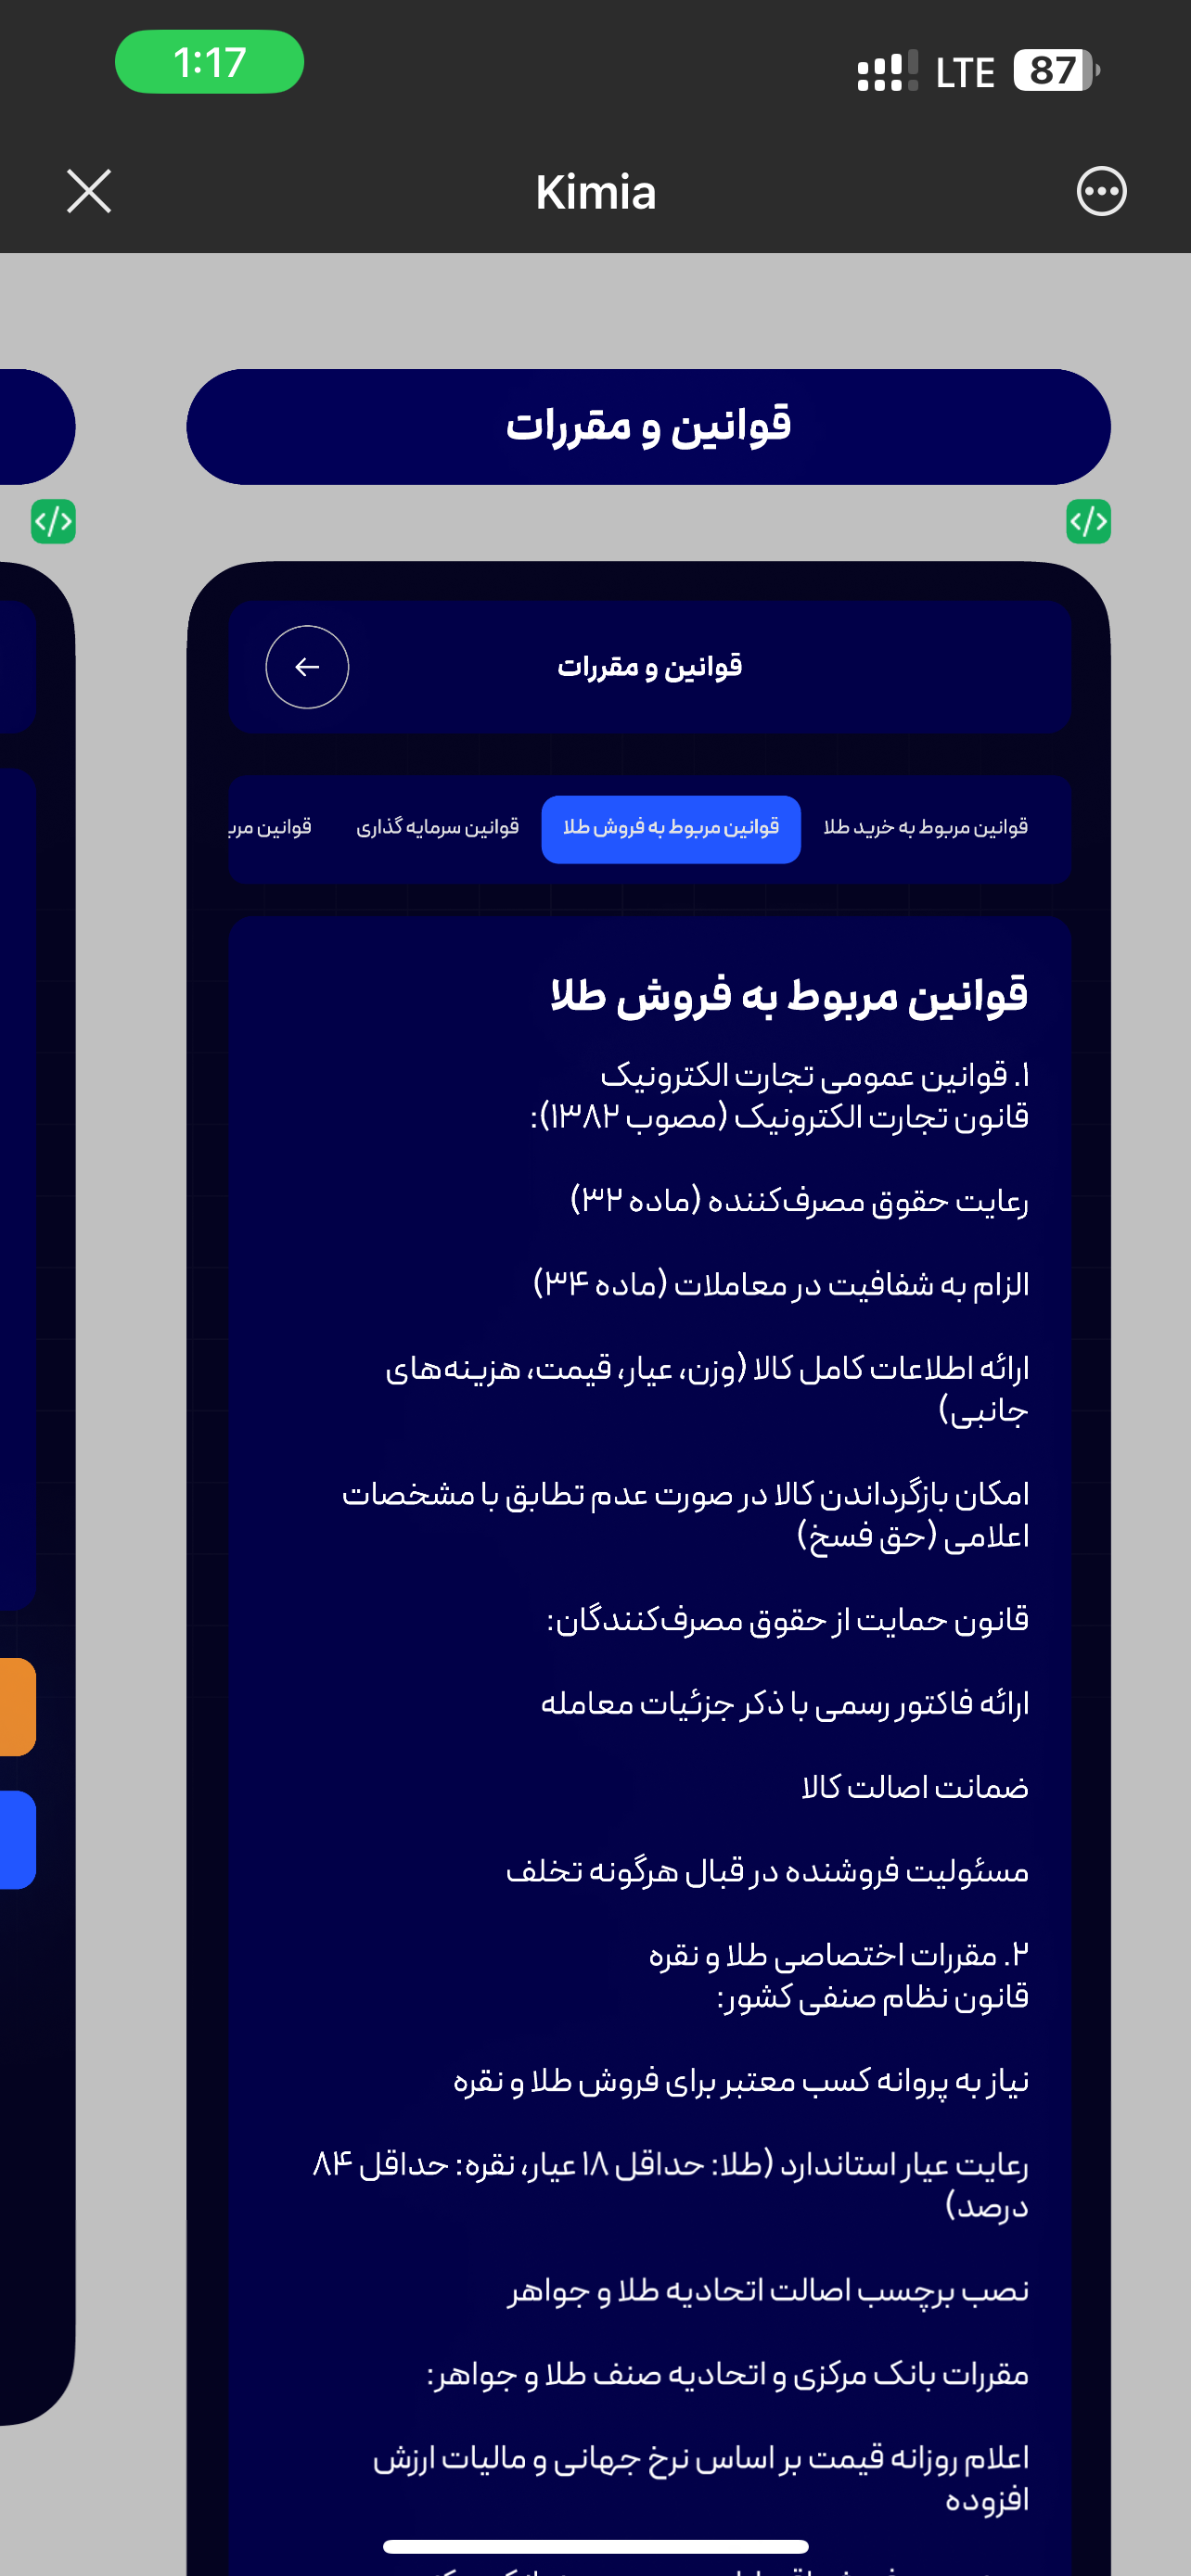 1:17
LTE
87
Kimia
قوانین و مقررات
قوانین و مقررات
قوانین مربوط به خرید طلا
قوانین مربوط به فروش طلا
قوانین سرمایه گذاری
قوانین
قوانین مربوط به فروش طلا
۱. قوانین عمومی تجارت الکترونیک
قانون تجارت الکترونیک (مصوب ۱۳۸۲):
رعایت حقوق مصرف‌کننده (ماده ۳۲)
الزام به شفافیت در معاملات (ماده ۳۴)
ارائه اطلاعات کامل کالا (وزن، عیار، قیمت، هزینه‌های
جانبی)
امکان بازگرداندن کالا در صورت عدم تطابق با مشخصات
اعلامی (حق فسخ)
قانون حمایت از حقوق مصرف‌کنندگان:
ارائه فاکتور رسمی با ذکر جزئیات معامله
ضمانت اصالت کالا
مسئولیت فروشنده در قبال هرگونه تخلف
۲. مقررات اختصاصی طلا و نقره
قانون نظام صنفی کشور:
نیاز به پروانه کسب معتبر برای فروش طلا و نقره
رعایت عیار استاندارد (طلا: حداقل ۱۸ عیار، نقره: حداقل ۸۴
درصد)
نصب برچسب اصالت اتحادیه طلا و جواهر
مقررات بانک مرکزی و اتحادیه صنف طلا و جواهر:
اعلام روزانه قیمت بر اساس نرخ جهانی و مالیات ارزش
افزوده